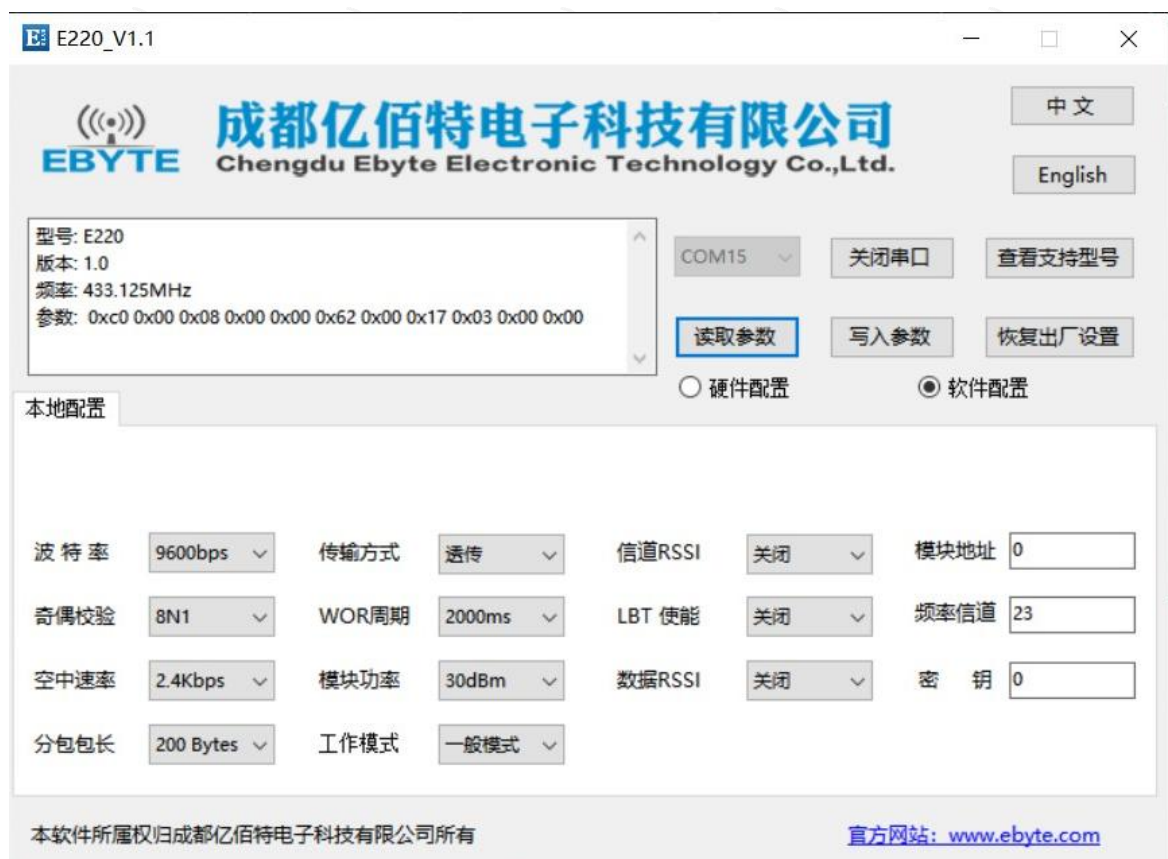 E220_V1.1
EBYTE
成都亿佰特电子科技有限公司
Chengdu Ebyte Electronic Technology Co.,Ltd.
中 文
English
型号: E220
版本: 1.0
频率: 433.125MHz
参数: 0xc0 0x00 0x08 0x00 0x00 0x62 0x00 0x17 0x03 0x00 0x00
COM15 关闭串口 查看支持型号
读取参数 写入参数 恢复出厂设置
硬件配置 软件配置
本地配置
波 特 率 9600bps 传输方式 透传 信道RSSI 关闭 模块地址 0
奇偶校验 8N1 WOR周期 2000ms LBT 使能 关闭 频率信道 23
空中速率 2.4Kbps 模块功率 30dBm 数据RSSI 关闭 密 钥 0
分包包长 200 Bytes 工作模式 一般模式
本软件所属权归成都亿佰特电子科技有限公司所有 官方网站: www.ebyte.com